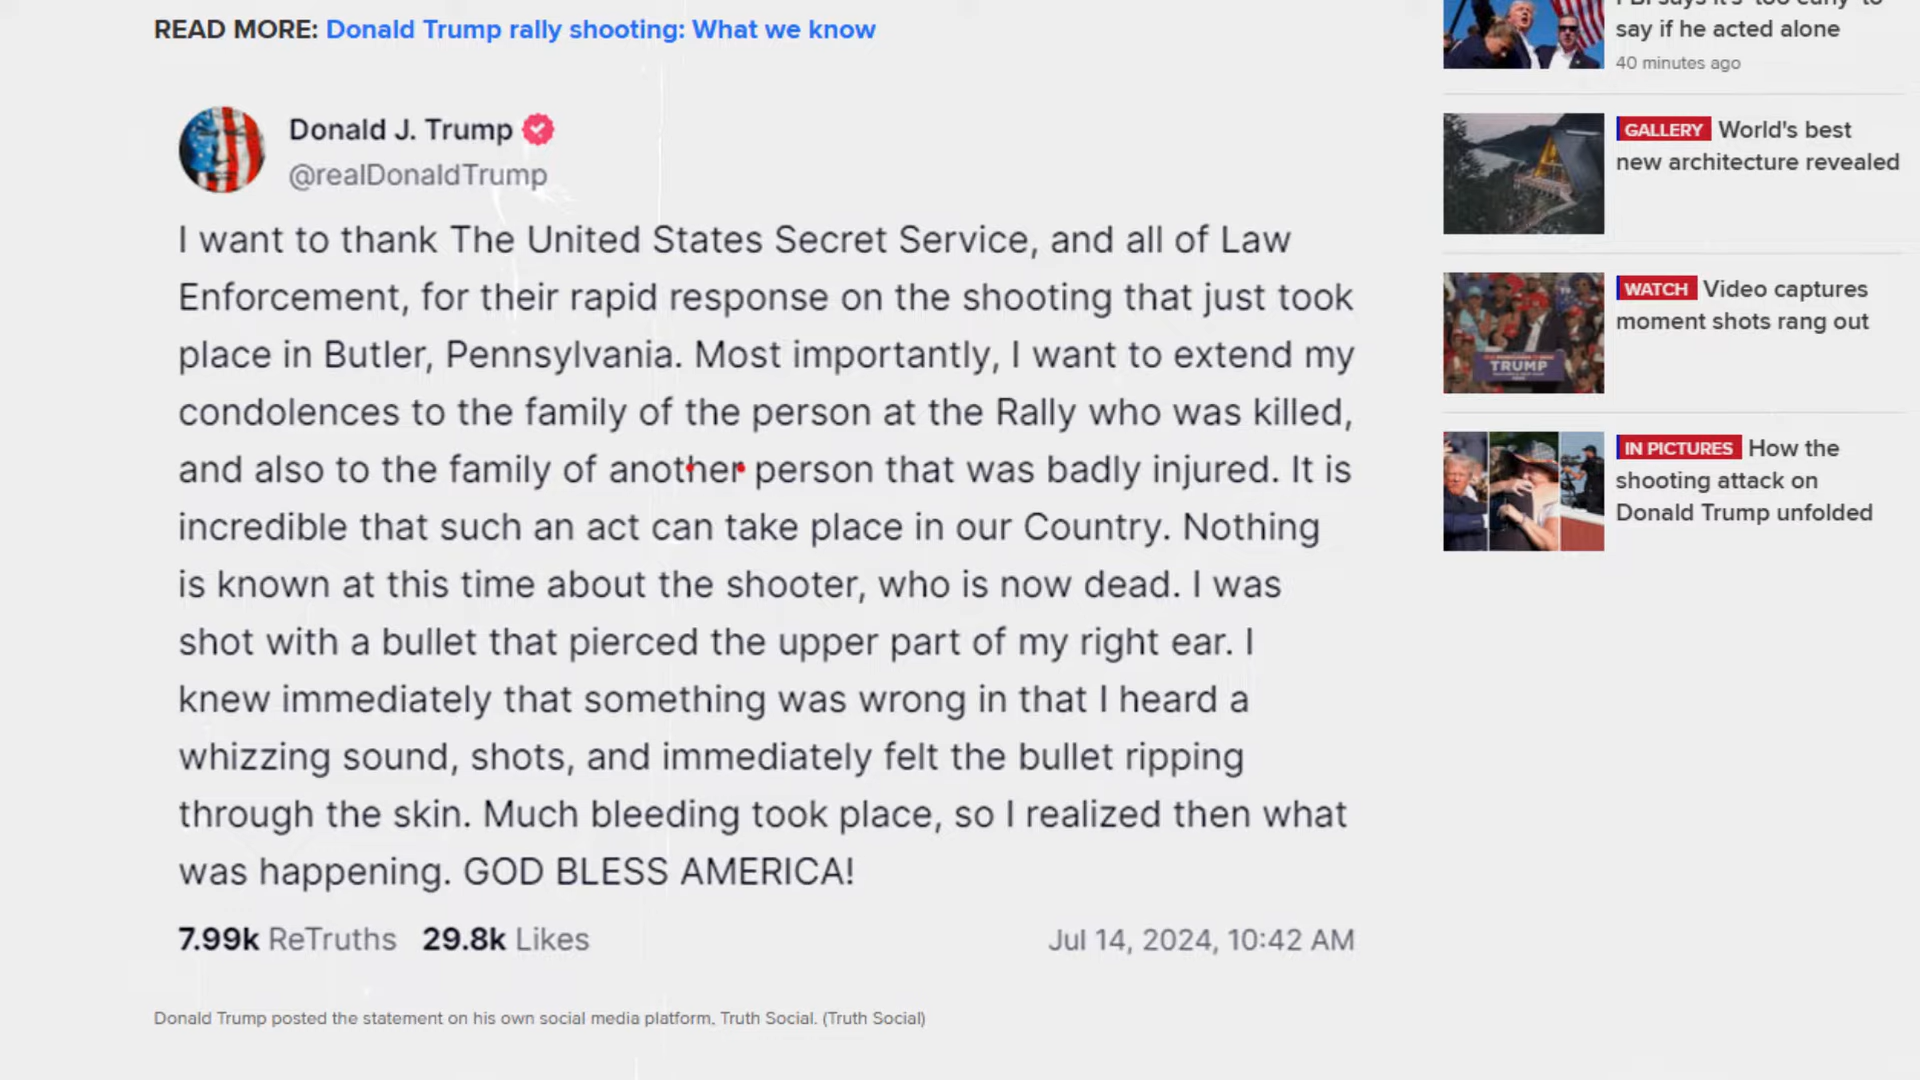 READ MORE: Donald Trump rally shooting: What we know
Donald J. Trump
@realDonaldTrump
I want to thank The United States Secret Service, and all of Law
Enforcement, for their rapid response on the shooting that just took
place in Butler, Pennsylvania. Most importantly, I want to extend my
condolences to the family of the person at the Rally who was killed,
and also to the family of another person that was badly injured. It is
incredible that such an act can take place in our Country. Nothing
is known at this time about the shooter, who is now dead. I was
shot with a bullet that pierced the upper part of my right ear. I
knew immediately that something was wrong in that I heard a
whizzing sound, shots, and immediately felt the bullet ripping
through the skin. Much bleeding took place, so I realized then what
was happening. GOD BLESS AMERICA!
7.99k ReTruths 29.8k Likes
Jul 14, 2024, 10:42 AM
Donald Trump posted the statement on his own social media platform, Truth Social. (Truth Social)
FBI says it's 'too early' to
say if he acted alone
40 minutes ago
GALLERY World's best
new architecture revealed
WATCH Video captures
moment shots rang out
TRUMP
IN PICTURES How the
shooting attack on
Donald Trump unfolded